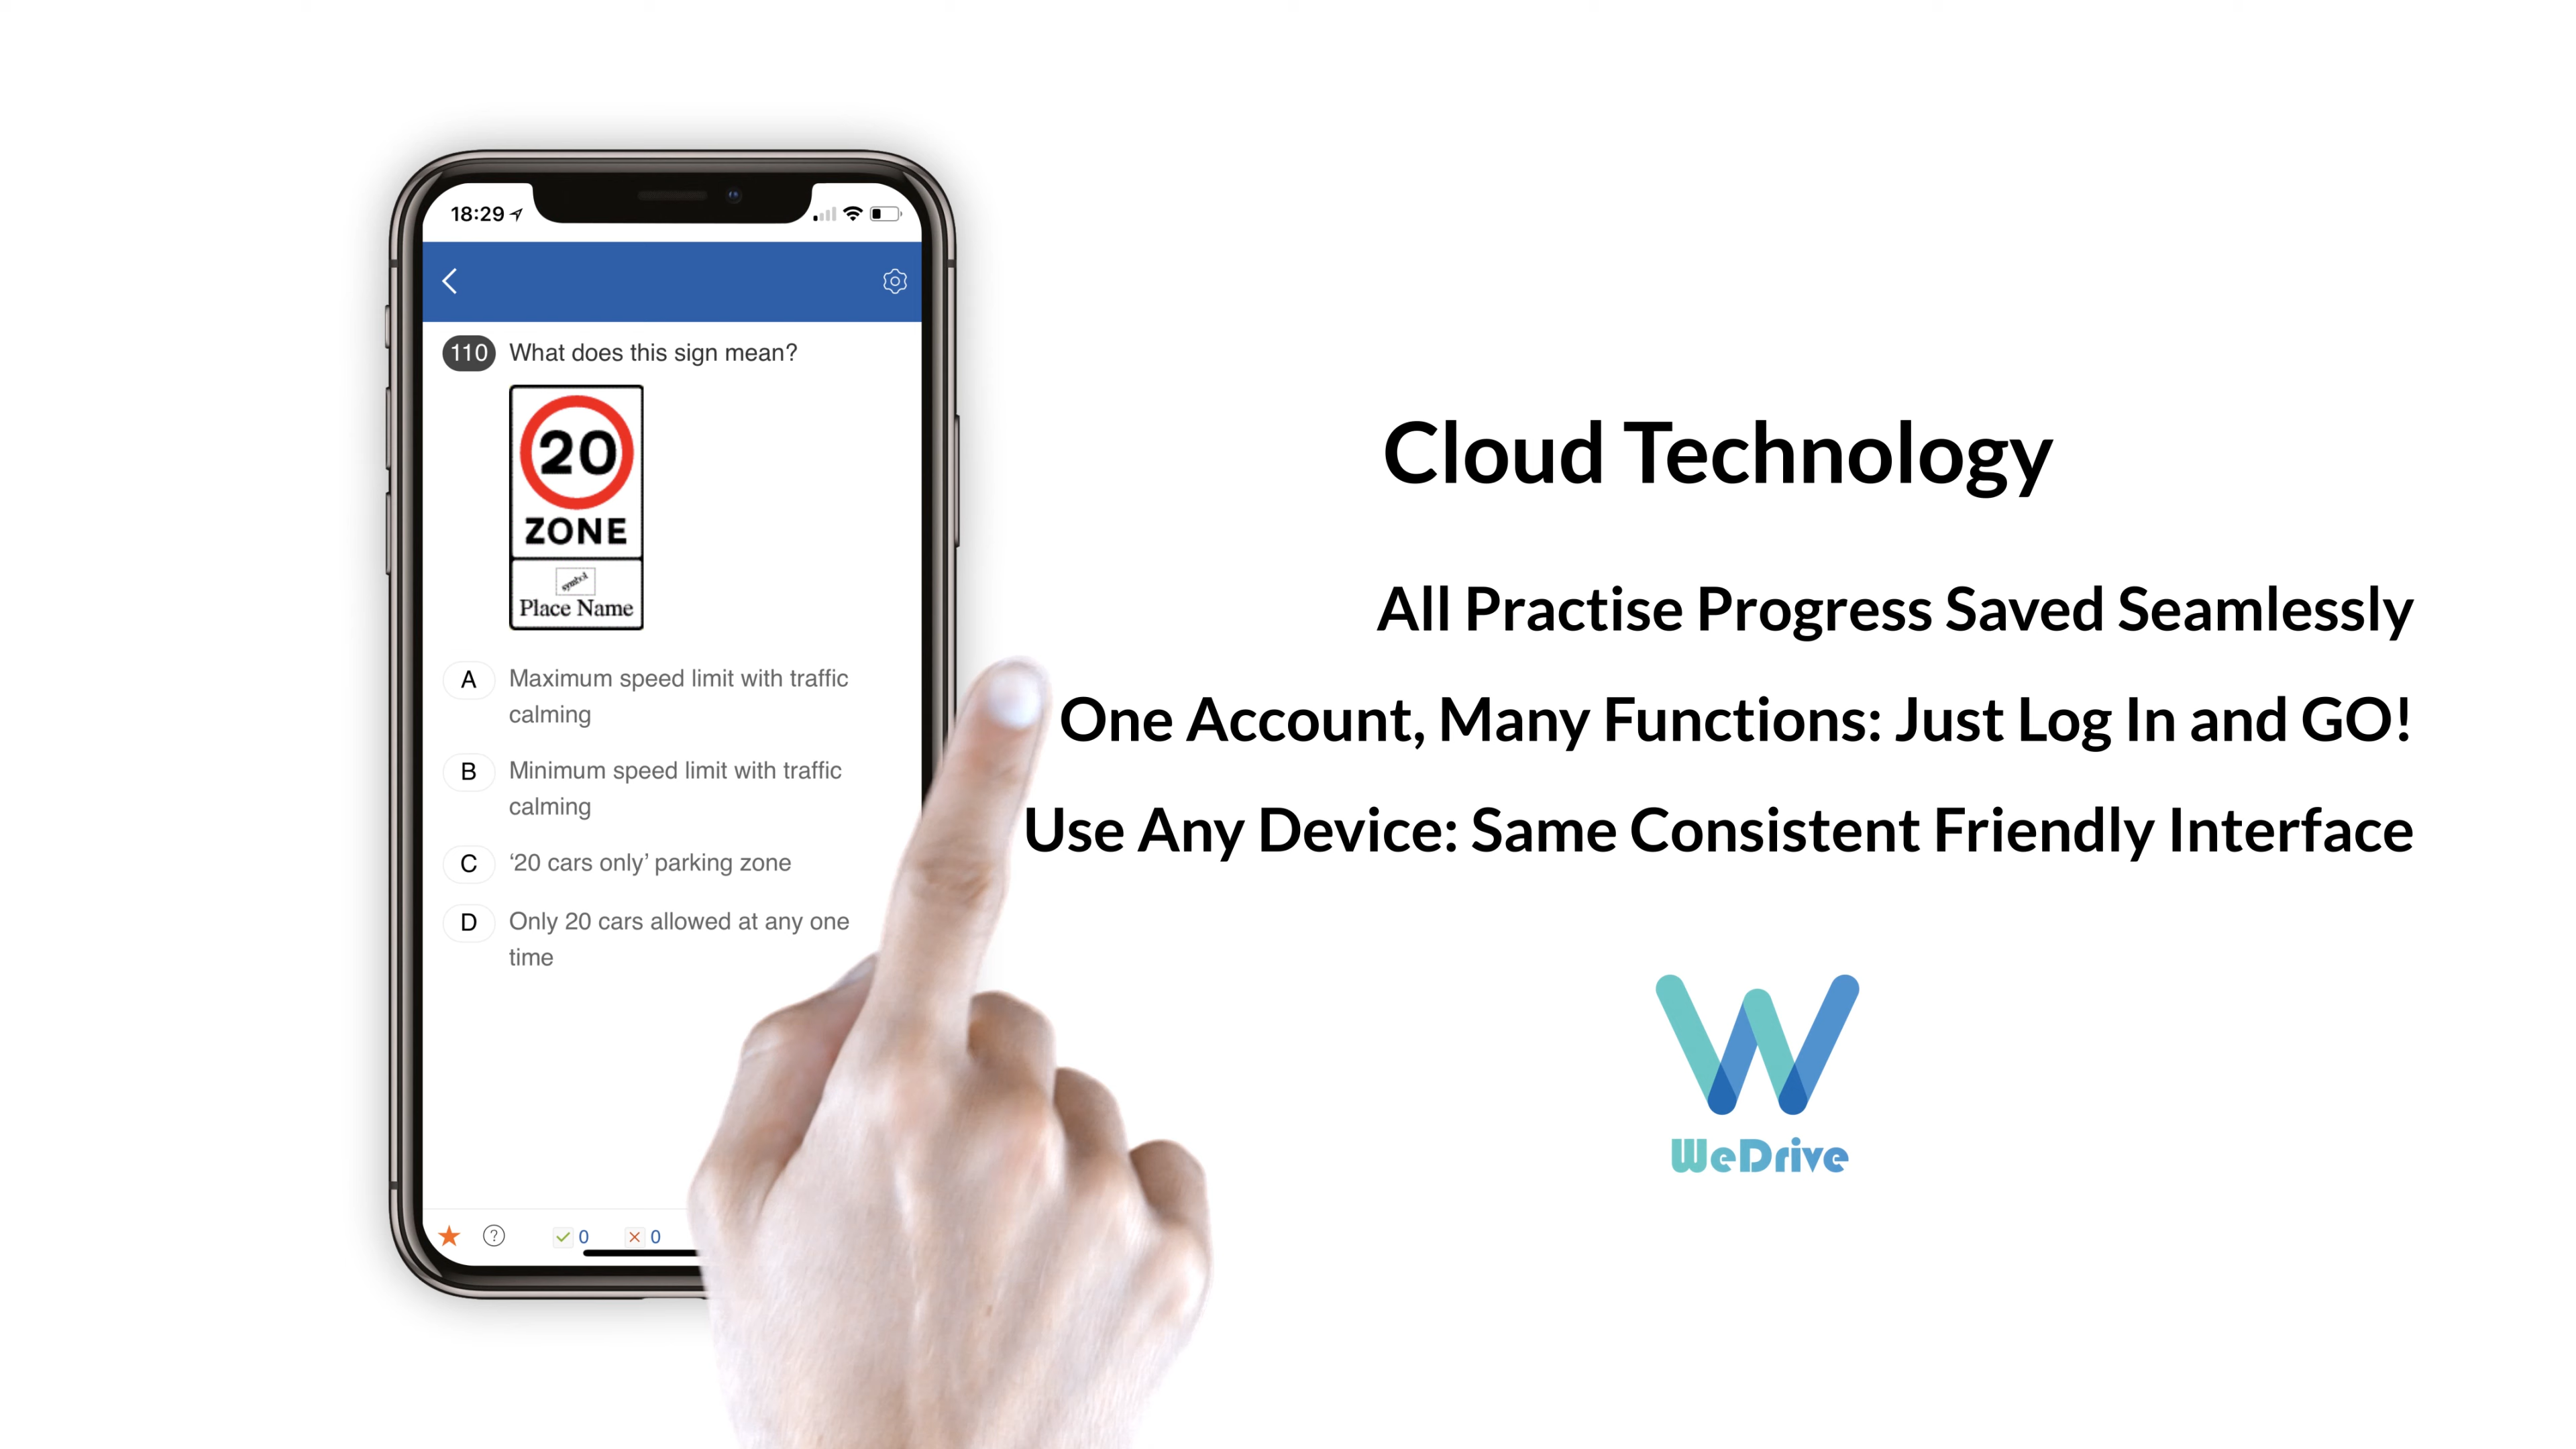 18:29
110 What does this sign mean?
20
ZONE
symbol
Place Name
A Maximum speed limit with traffic
calming
B Minimum speed limit with traffic
calming
C ‘20 cars only’ parking zone
D Only 20 cars allowed at any one
time
0 0
Cloud Technology
All Practise Progress Saved Seamlessly
One Account, Many Functions: Just Log In and GO!
Use Any Device: Same Consistent Friendly Interface
WeDrive